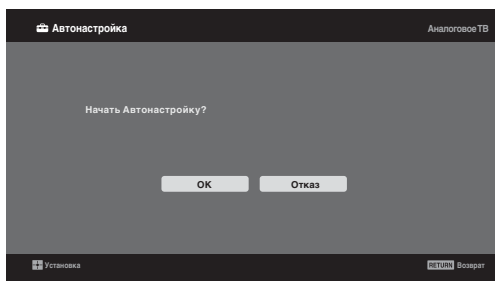 Автонастройка
Аналоговое ТВ
Начать Автонастройку?
OK
Отказ
Установка
RETURN Возврат